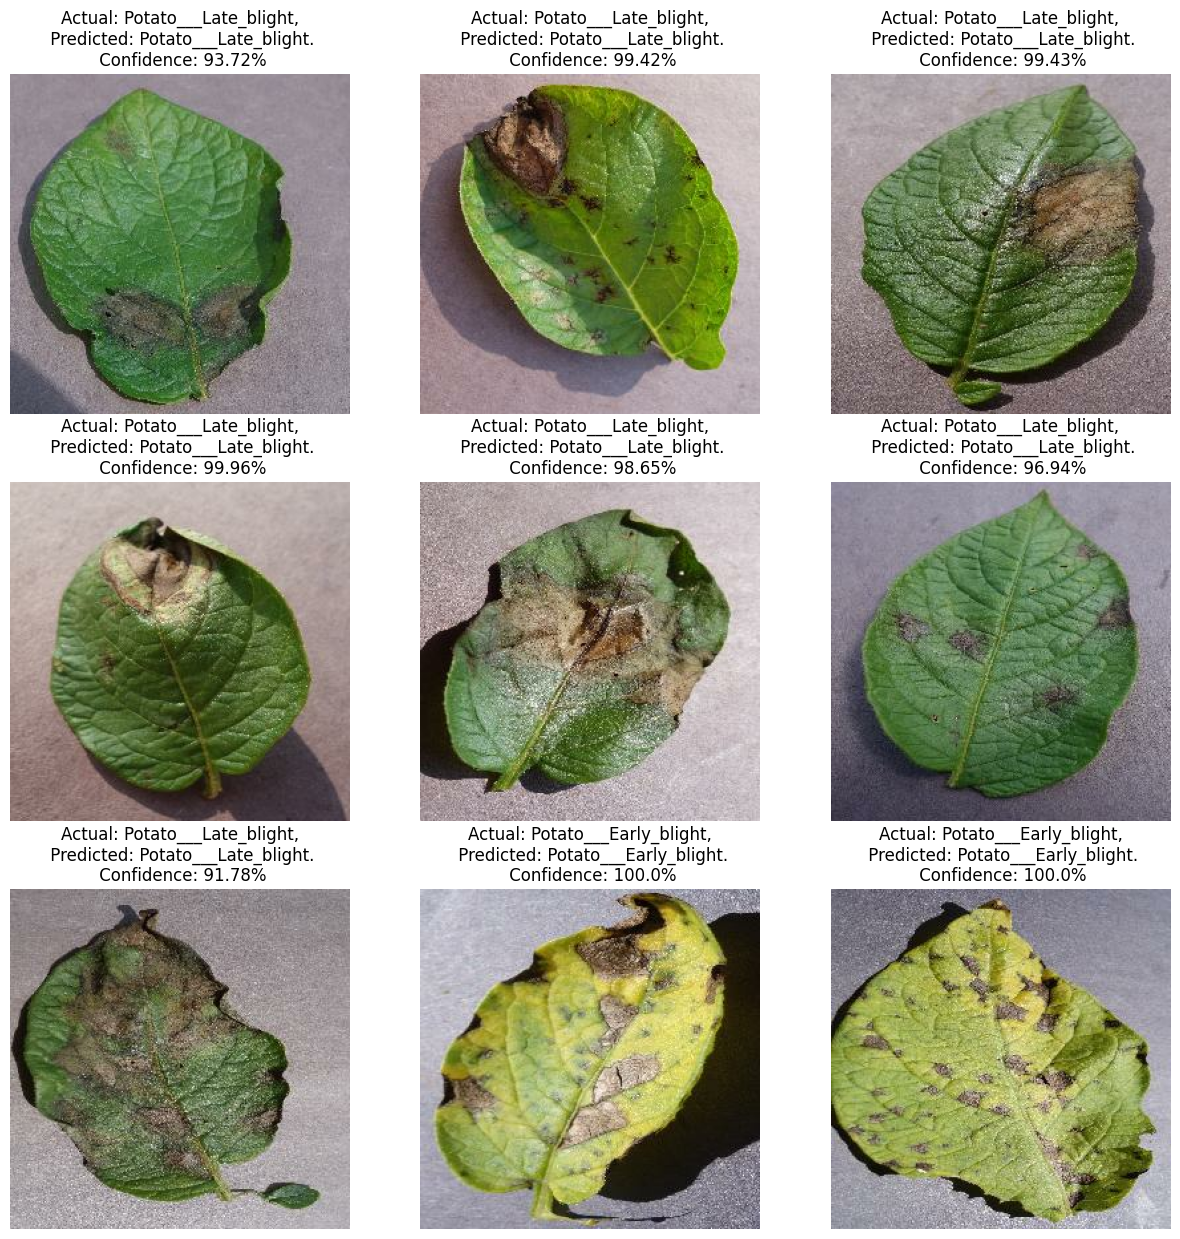 Actual: Potato___Late_blight,
Predicted: Potato___Late_blight.
Confidence: 93.72%
Actual: Potato___Late_blight,
Predicted: Potato___Late_blight.
Confidence: 99.42%
Actual: Potato___Late_blight,
Predicted: Potato___Late_blight.
Confidence: 99.43%
Actual: Potato___Late_blight,
Predicted: Potato___Late_blight.
Confidence: 99.96%
Actual: Potato___Late_blight,
Predicted: Potato___Late_blight.
Confidence: 98.65%
Actual: Potato___Late_blight,
Predicted: Potato___Late_blight.
Confidence: 96.94%
Actual: Potato___Late_blight,
Predicted: Potato___Late_blight.
Confidence: 91.78%
Actual: Potato___Early_blight,
Predicted: Potato___Early_blight.
Confidence: 100.0%
Actual: Potato___Early_blight,
Predicted: Potato___Early_blight.
Confidence: 100.0%